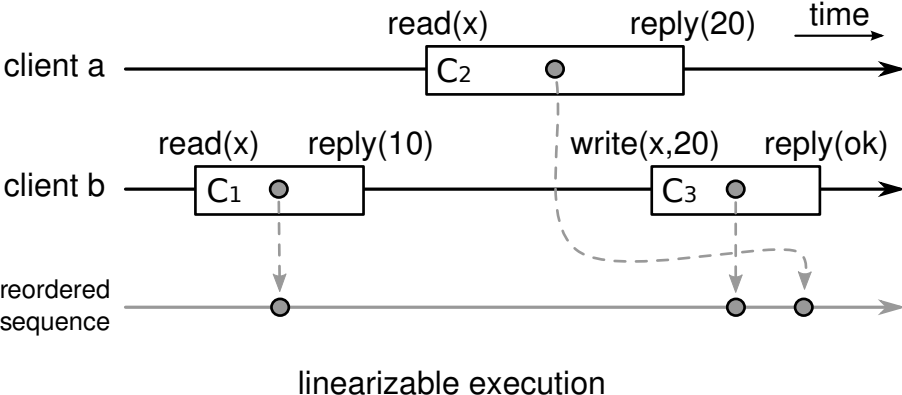 read(x) reply(20) time
client a C2
read(x) reply(10) write(x,20) reply(ok)
client b C1 C3
reordered
sequence
linearizable execution